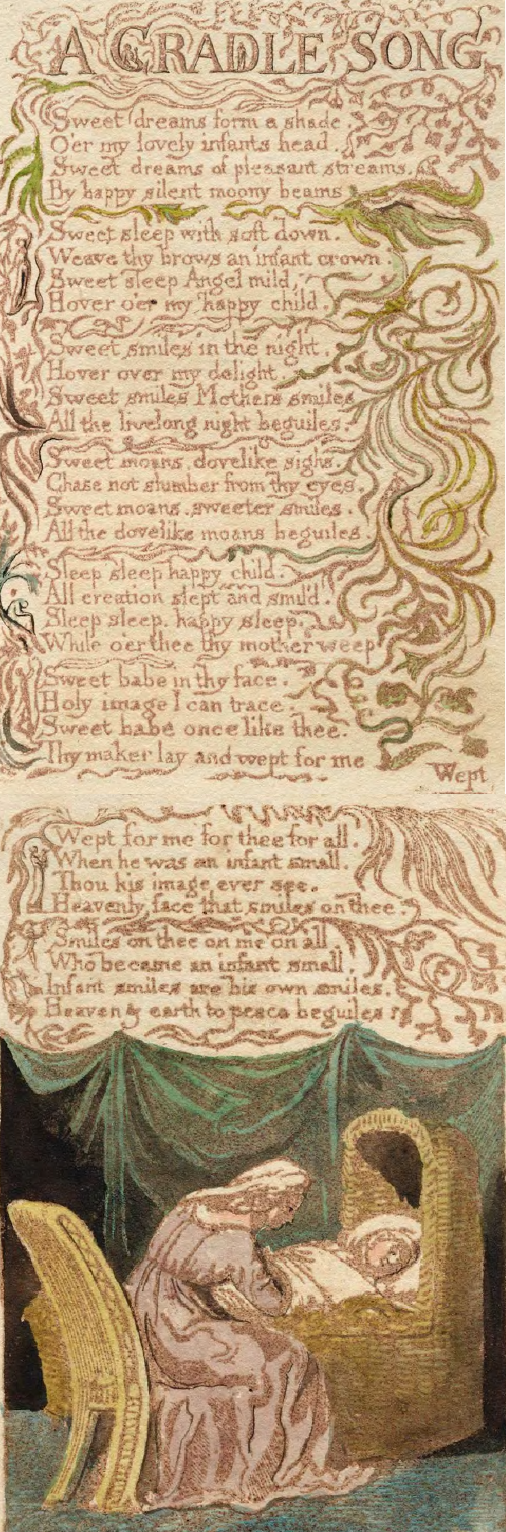 A CRADLE SONG
Sweet dreams form a shade.
O'er my lovely infants head.
Sweet dreams of pleasant streams.
By happy silent moony beams
Sweet sleep with soft down.
Weave thy brows an infant crown.
Sweet sleep Angel mild,
Hover o'er my happy child.
Sweet smiles in the night.
Hover over my delight.
Sweet smiles Mothers smiles
All the livelong night beguiles.
Sweet moans, dovelike sighs.
Chase not slumber from thy eyes.
Sweet moans, sweeter smiles.
All the dovelike moans beguiles.
Sleep sleep happy child.
All creation slept and smil'd.
Sleep sleep, happy sleep.
While o'er thee thy mother weep
Sweet babe in thy face.
Holy image I can trace.
Sweet babe once like thee.
Thy maker lay and wept for me
Wept
Wept for me for thee for all.
When he was an infant small.
Thou his image ever see.
Heavenly face that smiles on thee.
Smiles on thee on me on all
Who became an infant small.
Infant smiles are his own smiles.
Heaven & earth to peace beguiles